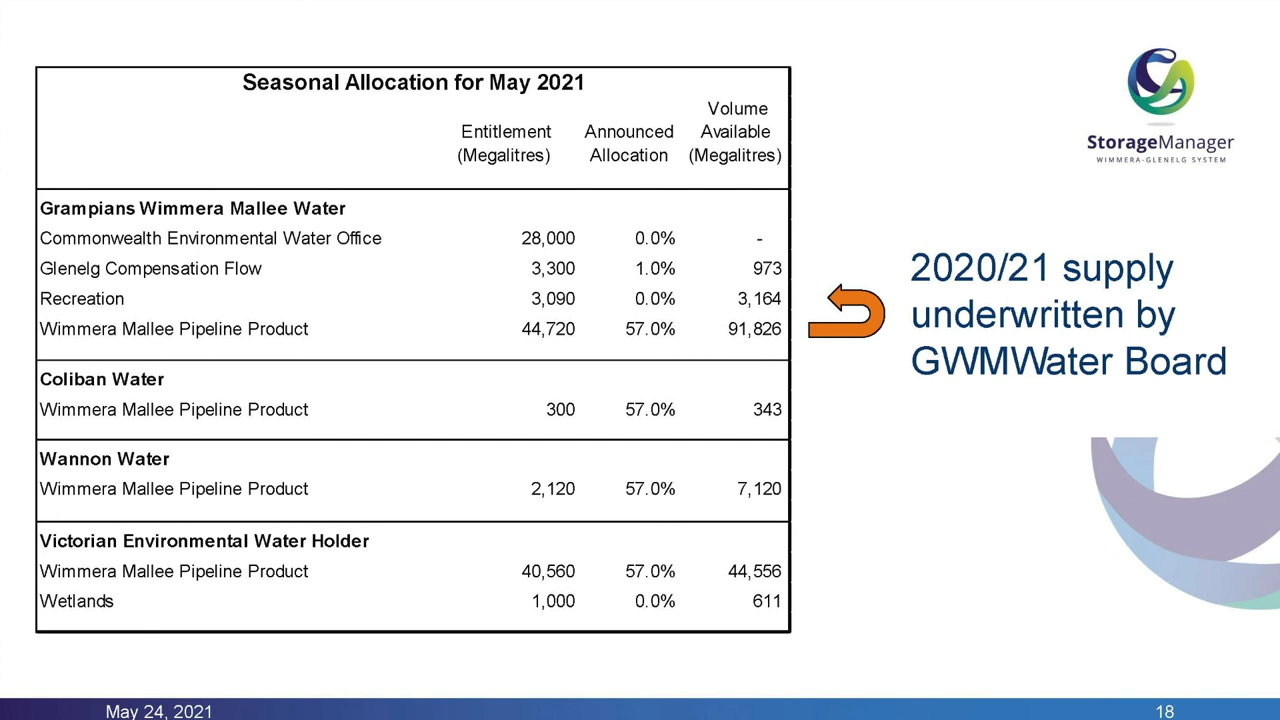 Seasonal Allocation for May 2021
Entitlement (Megalitres) Announced Allocation Volume Available (Megalitres)
Grampians Wimmera Mallee Water
Commonwealth Environmental Water Office 28,000 0.0% -
Glenelg Compensation Flow 3,300 1.0% 973
Recreation 3,090 0.0% 3,164
Wimmera Mallee Pipeline Product 44,720 57.0% 91,826
Coliban Water
Wimmera Mallee Pipeline Product 300 57.0% 343
Wannon Water
Wimmera Mallee Pipeline Product 2,120 57.0% 7,120
Victorian Environmental Water Holder
Wimmera Mallee Pipeline Product 40,560 57.0% 44,556
Wetlands 1,000 0.0% 611
StorageManager
WIMMERA-GLENELG SYSTEM
2020/21 supply
underwritten by
GWMWater Board
May 24, 2021 18